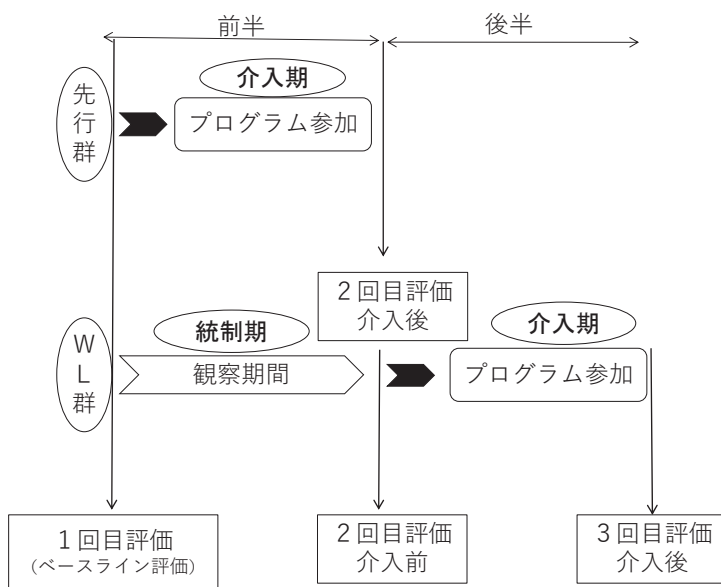 前半
後半
先行群
介入期
プログラム参加
2回目評価
介入後
WL群
統制期
観察期間
介入期
プログラム参加
1回目評価
(ベースライン評価)
2回目評価
介入前
3回目評価
介入後